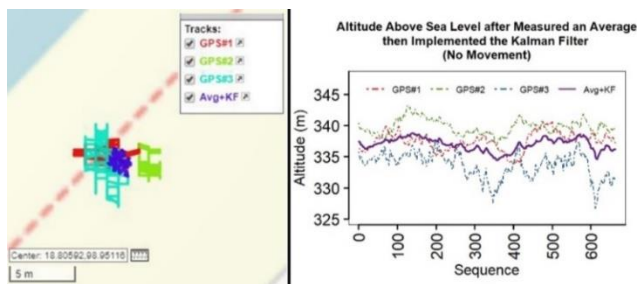 Tracks:
GPS#1
GPS#2
GPS#3
Avg+KF
Center: 18.80592,98.95116
5 m
Altitude Above Sea Level after Measured an Average
then Implemented the Kalman Filter
(No Movement)
GPS#1 GPS#2 GPS#3 Avg+KF
Altitude (m)
345
340
335
330
325
0 100 200 300 400 500 600
Sequence